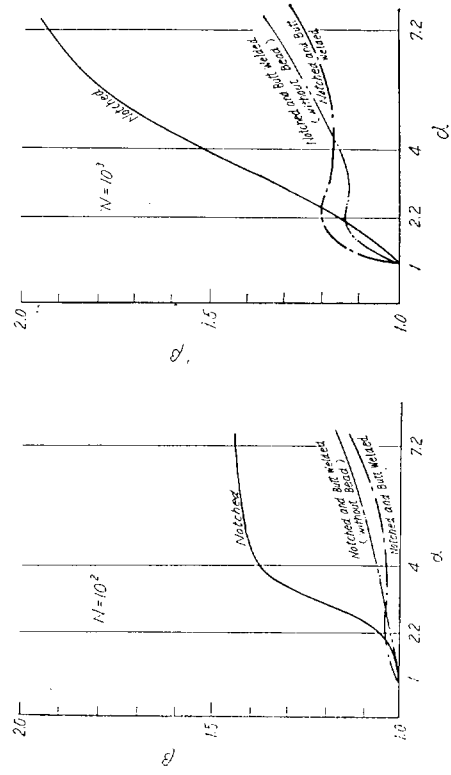 2.0
1.5
1.0
β
N=10²
Notched
Notched and Butt Welded
(without Bead)
Notched and Butt Welded
1
2.2
4
7.2
α
2.0
1.5
1.0
β
N=10³
Notched
Notched and Butt Welded
(without Bead)
Notched and Butt
Welded
1
2.2
4
7.2
α